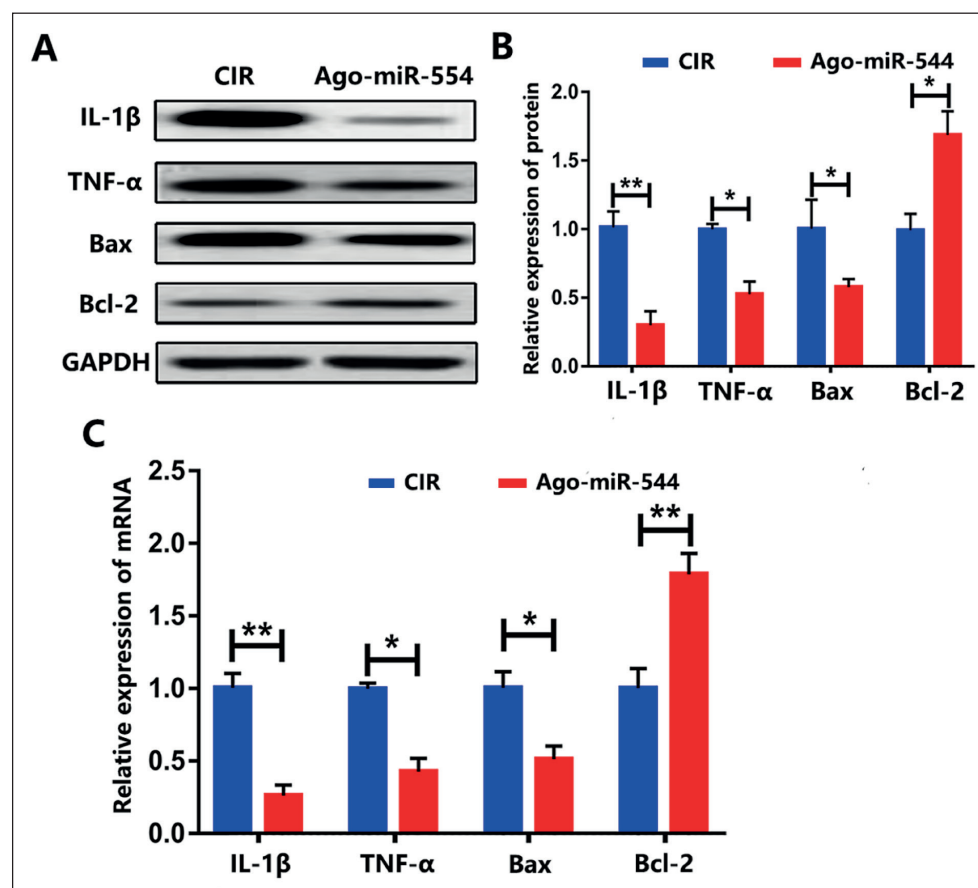 A
CIR Ago-miR-554
IL-1β
TNF-α
Bax
Bcl-2
GAPDH
B
CIR Ago-miR-544
Relative expression of protein
2.0
1.5
1.0
0.5
0.0
** * * *
IL-1β TNF-α Bax Bcl-2
C
CIR Ago-miR-544
Relative expression of mRNA
2.5
2.0
1.5
1.0
0.5
0.0
** * * **
IL-1β TNF-α Bax Bcl-2